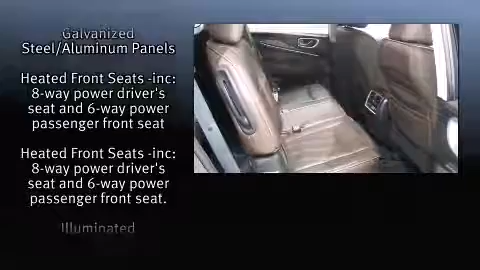 Galvanized
Steel/Aluminum Panels
Heated Front Seats -inc:
8-way power driver's
seat and 6-way power
passenger front seat
Heated Front Seats -inc:
8-way power driver's
seat and 6-way power
passenger front seat.
Illuminated